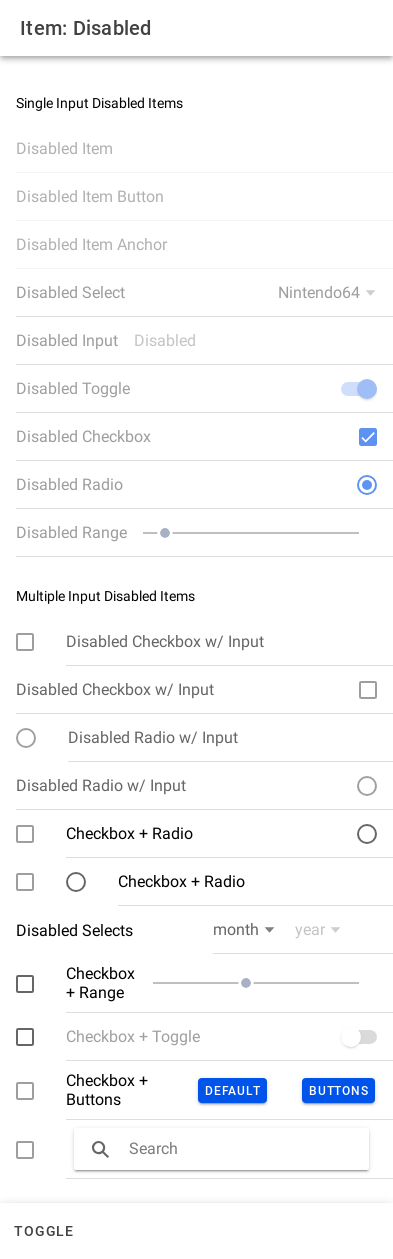 Item: Disabled
Single Input Disabled Items
Disabled Item
Disabled Item Button
Disabled Item Anchor
Disabled Select Nintendo64
Disabled Input Disabled
Disabled Toggle
Disabled Checkbox
Disabled Radio
Disabled Range
Multiple Input Disabled Items
Disabled Checkbox w/ Input
Disabled Checkbox w/ Input
Disabled Radio w/ Input
Disabled Radio w/ Input
Checkbox + Radio
Checkbox + Radio
Disabled Selects month year
Checkbox
+ Range
Checkbox + Toggle
Checkbox +
Buttons
DEFAULT BUTTONS
Search
TOGGLE